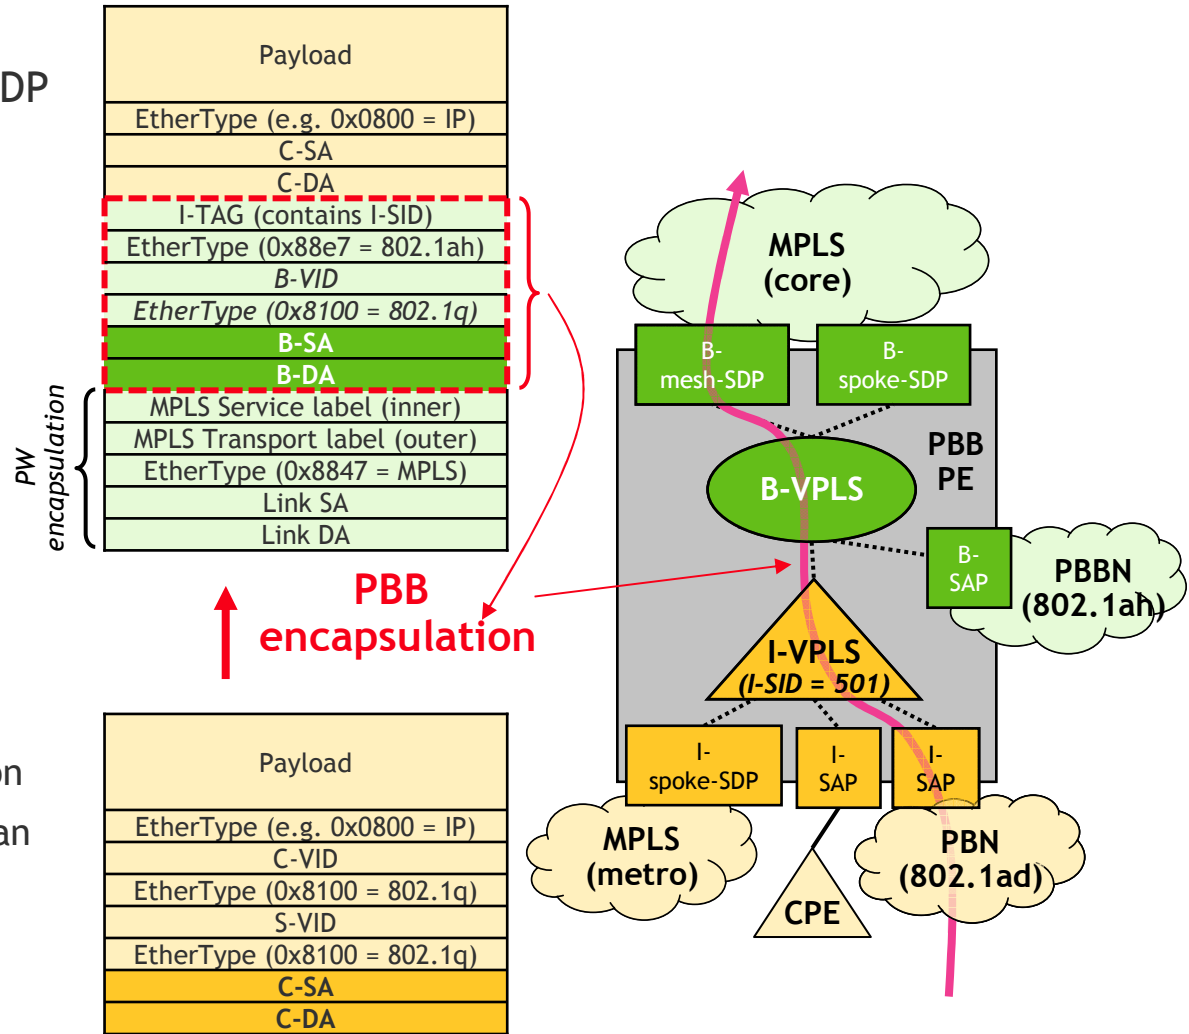 DP
Payload
EtherType (e.g. 0x0800 = IP)
C-SA
C-DA
I-TAG (contains I-SID)
EtherType (0x88e7 = 802.1ah)
B-VID
EtherType (0x8100 = 802.1q)
B-SA
B-DA
MPLS Service label (inner)
MPLS Transport label (outer)
EtherType (0x8847 = MPLS)
Link SA
Link DA
PW
encapsulation
PBB
encapsulation
on
an
Payload
EtherType (e.g. 0x0800 = IP)
C-VID
EtherType (0x8100 = 802.1q)
S-VID
EtherType (0x8100 = 802.1q)
C-SA
C-DA
MPLS
(core)
B-
mesh-SDP
B-
spoke-SDP
PBB
PE
B-VPLS
B-
SAP
PBBN
(802.1ah)
I-VPLS
(I-SID = 501)
I-
spoke-SDP
I-
SAP
I-
SAP
MPLS
(metro)
CPE
PBN
(802.1ad)